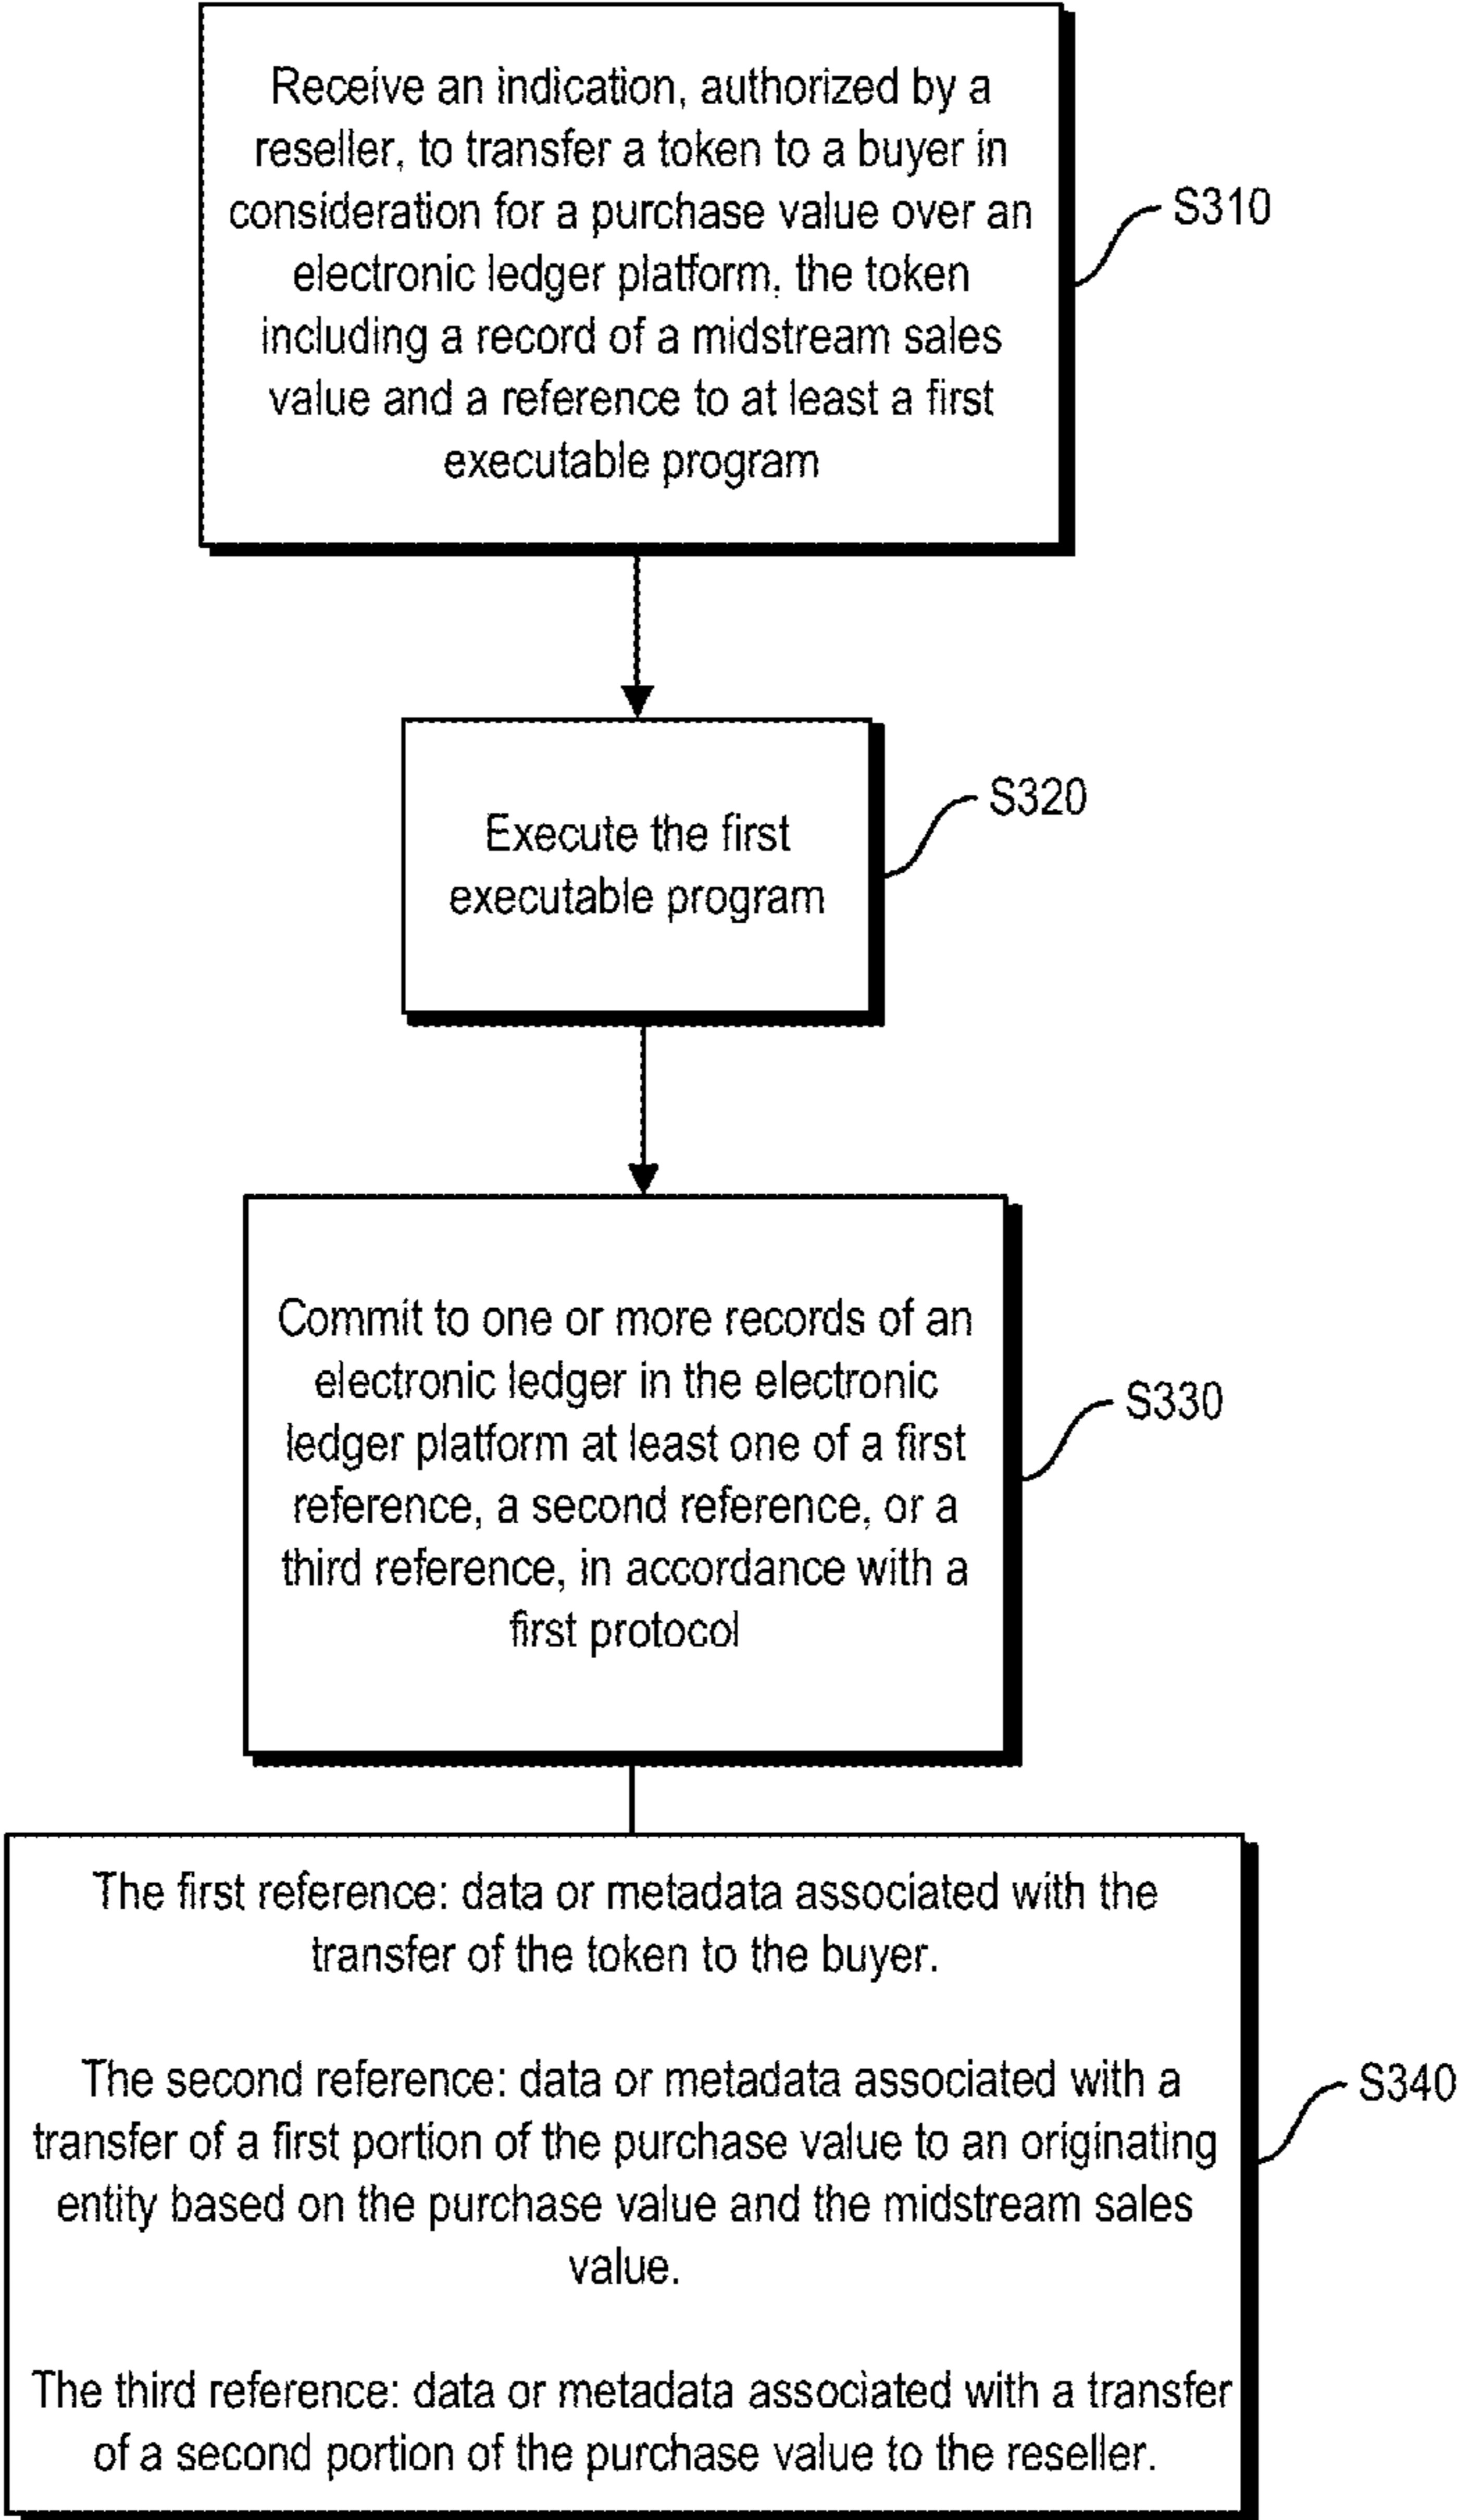 Receive an indication, authorized by a
reseller, to transfer a token to a buyer in
consideration for a purchase value over an
electronic ledger platform, the token
including a record of a midstream sales
value and a reference to at least a first
executable program
S310
Execute the first
executable program
S320
Commit to one or more records of an
electronic ledger in the electronic
ledger platform at least one of a first
reference, a second reference, or a
third reference, in accordance with a
first protocol
S330
The first reference: data or metadata associated with the
transfer of the token to the buyer.
The second reference: data or metadata associated with a
transfer of a first portion of the purchase value to an originating
entity based on the purchase value and the midstream sales
value.
The third reference: data or metadata associated with a transfer
of a second portion of the purchase value to the reseller.
S340